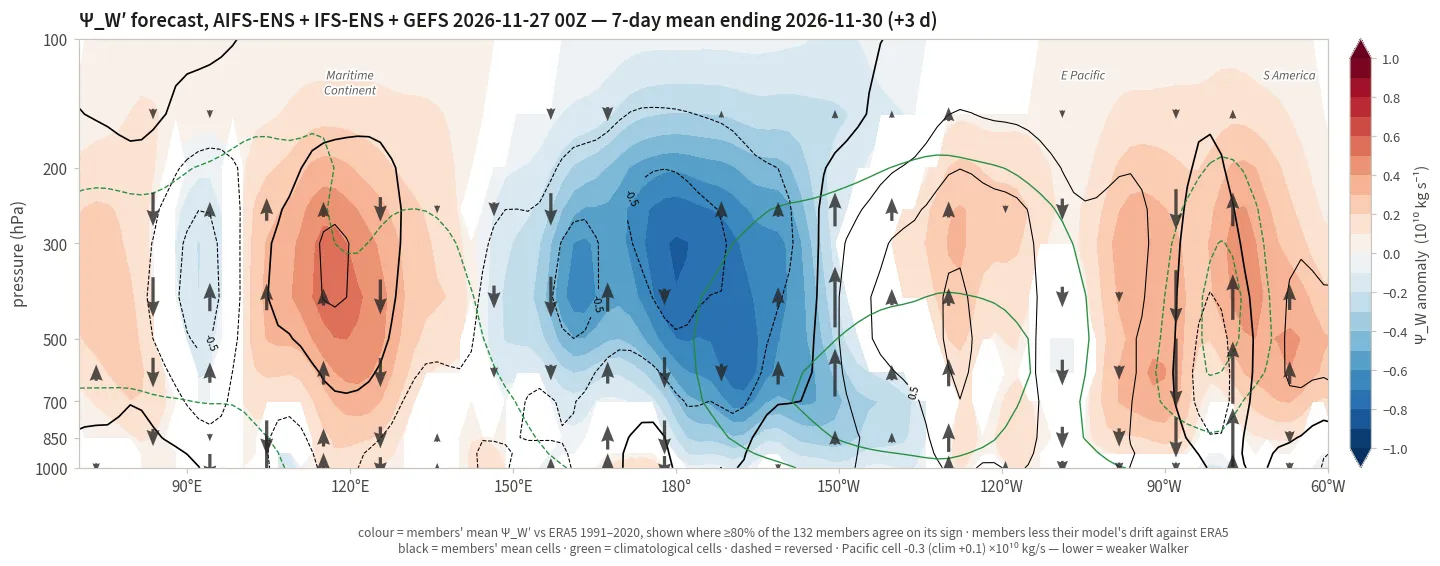 Ψ_W′ forecast, AIFS-ENS + IFS-ENS + GEFS 2026-11-27 00Z — 7-day mean ending 2026-11-30 (+3 d)
100
200
300
400
500
700
850
1000
pressure (hPa)
Maritime
Continent
E Pacific
S America
-0.5
-0.5
-0.5
0.5
90°E
120°E
150°E
180°
150°W
120°W
90°W
60°W
1.0
0.8
0.6
0.4
0.2
0.0
−0.2
−0.4
−0.6
−0.8
−1.0
Ψ_W anomaly (10¹⁰ kg s⁻¹)
colour = members' mean Ψ_W′ vs ERA5 1991–2020, shown where ≥80% of the 132 members agree on its sign · members less their model's drift against ERA5
black = members' mean cells · green = climatological cells · dashed = reversed · Pacific cell -0.3 (clim +0.1) ×10¹⁰ kg/s — lower = weaker Walker